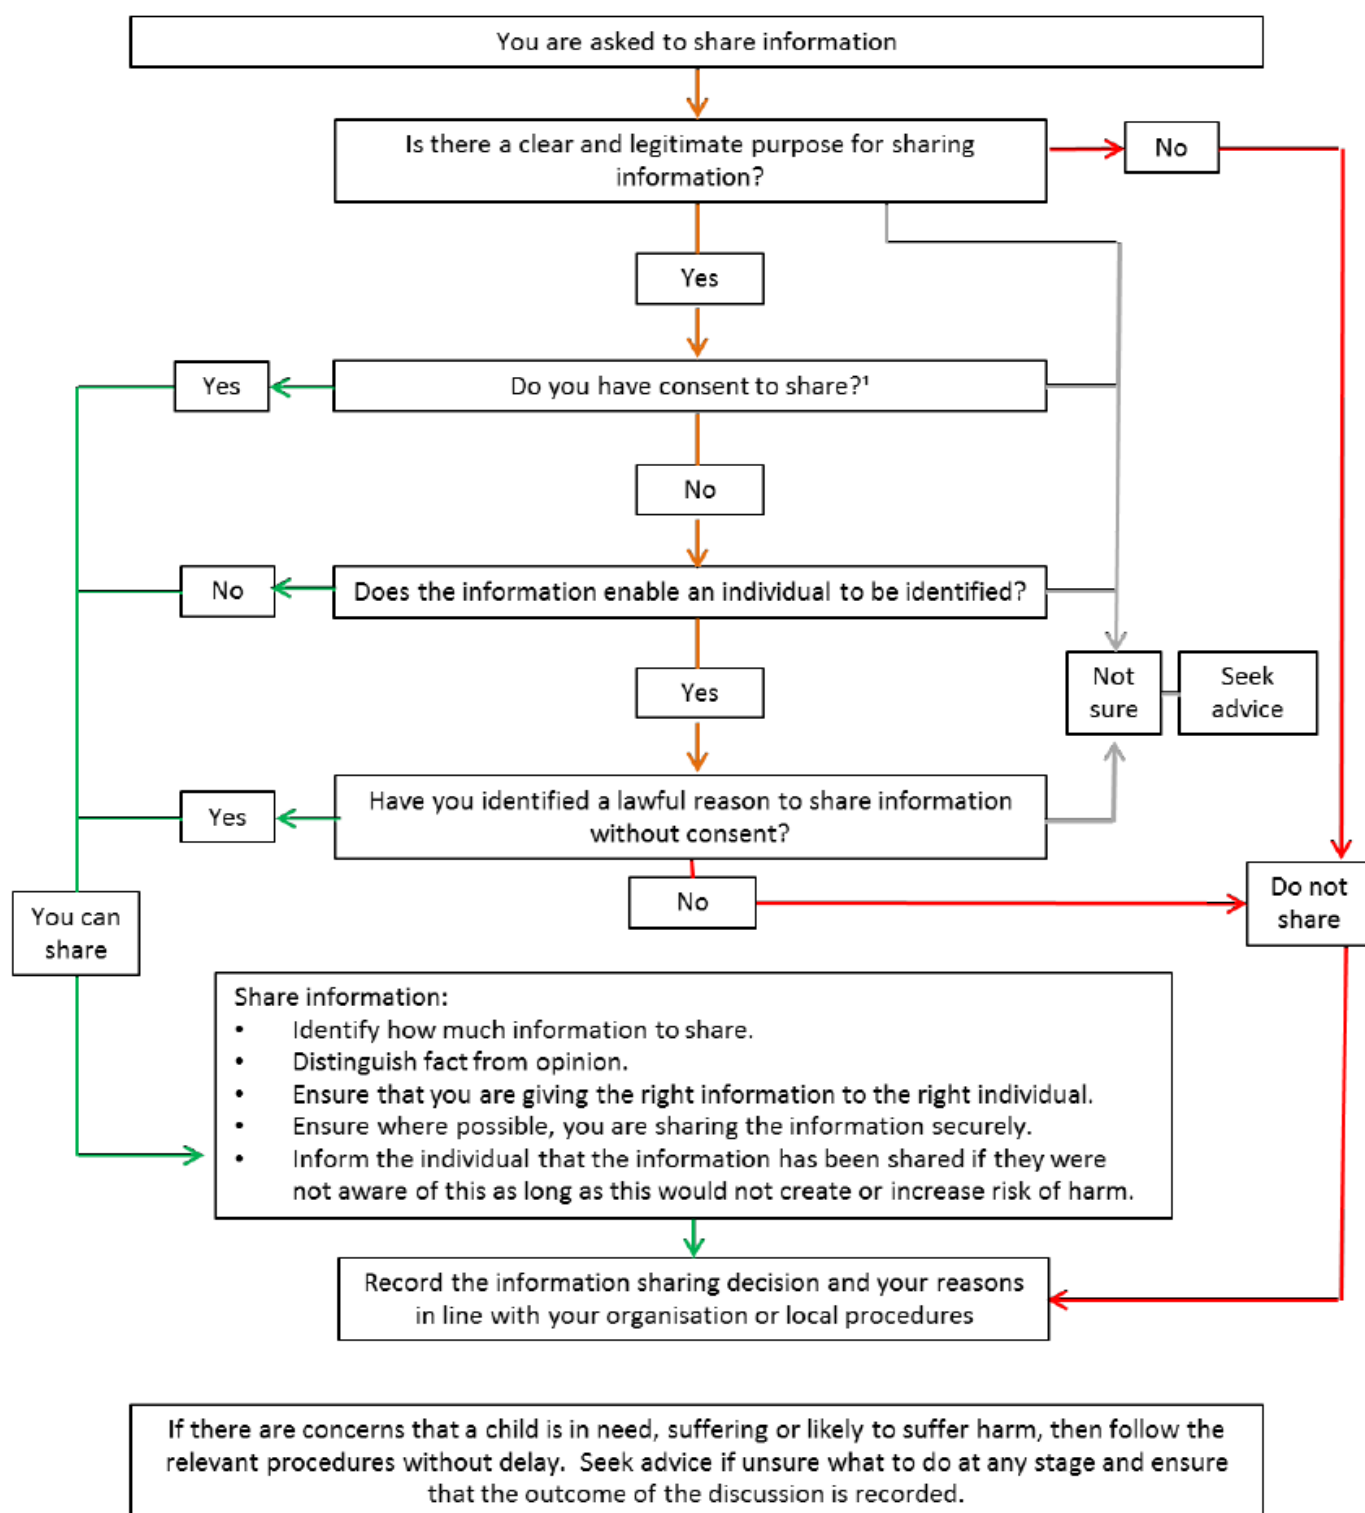 You are asked to share information
Is there a clear and legitimate purpose for sharing
information?
No
Yes
Yes
Do you have consent to share?¹
No
No
Does the information enable an individual to be identified?
Yes
Not
sure
Seek
advice
Yes
Have you identified a lawful reason to share information
without consent?
No
Do not
share
You can
share
Share information:
• Identify how much information to share.
• Distinguish fact from opinion.
• Ensure that you are giving the right information to the right individual.
• Ensure where possible, you are sharing the information securely.
• Inform the individual that the information has been shared if they were
not aware of this as long as this would not create or increase risk of harm.
Record the information sharing decision and your reasons
in line with your organisation or local procedures
If there are concerns that a child is in need, suffering or likely to suffer harm, then follow the
relevant procedures without delay.  Seek advice if unsure what to do at any stage and ensure
that the outcome of the discussion is recorded.